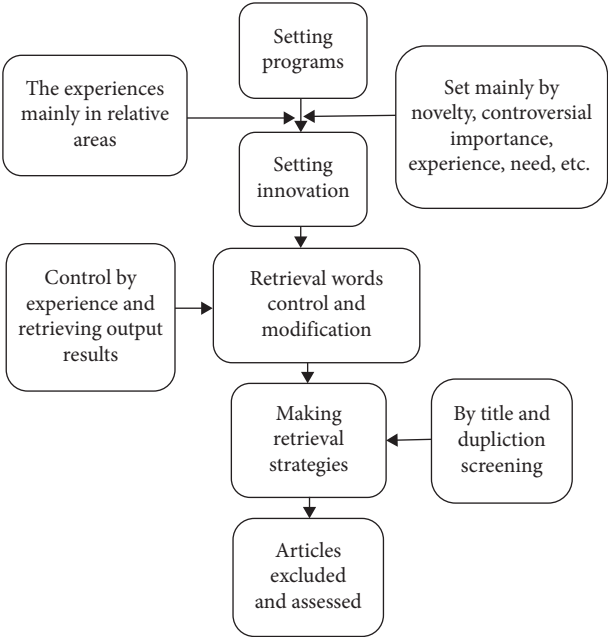 Setting
programs
The experiences
mainly in relative
areas
Set mainly by
novelty, controversial
importance,
experience, need, etc.
Setting
innovation
Control by
experience and
retrieving output
results
Retrieval words
control and
modification
Making
retrieval
strategies
By title and
dupliction
screening
Articles
excluded
and assessed